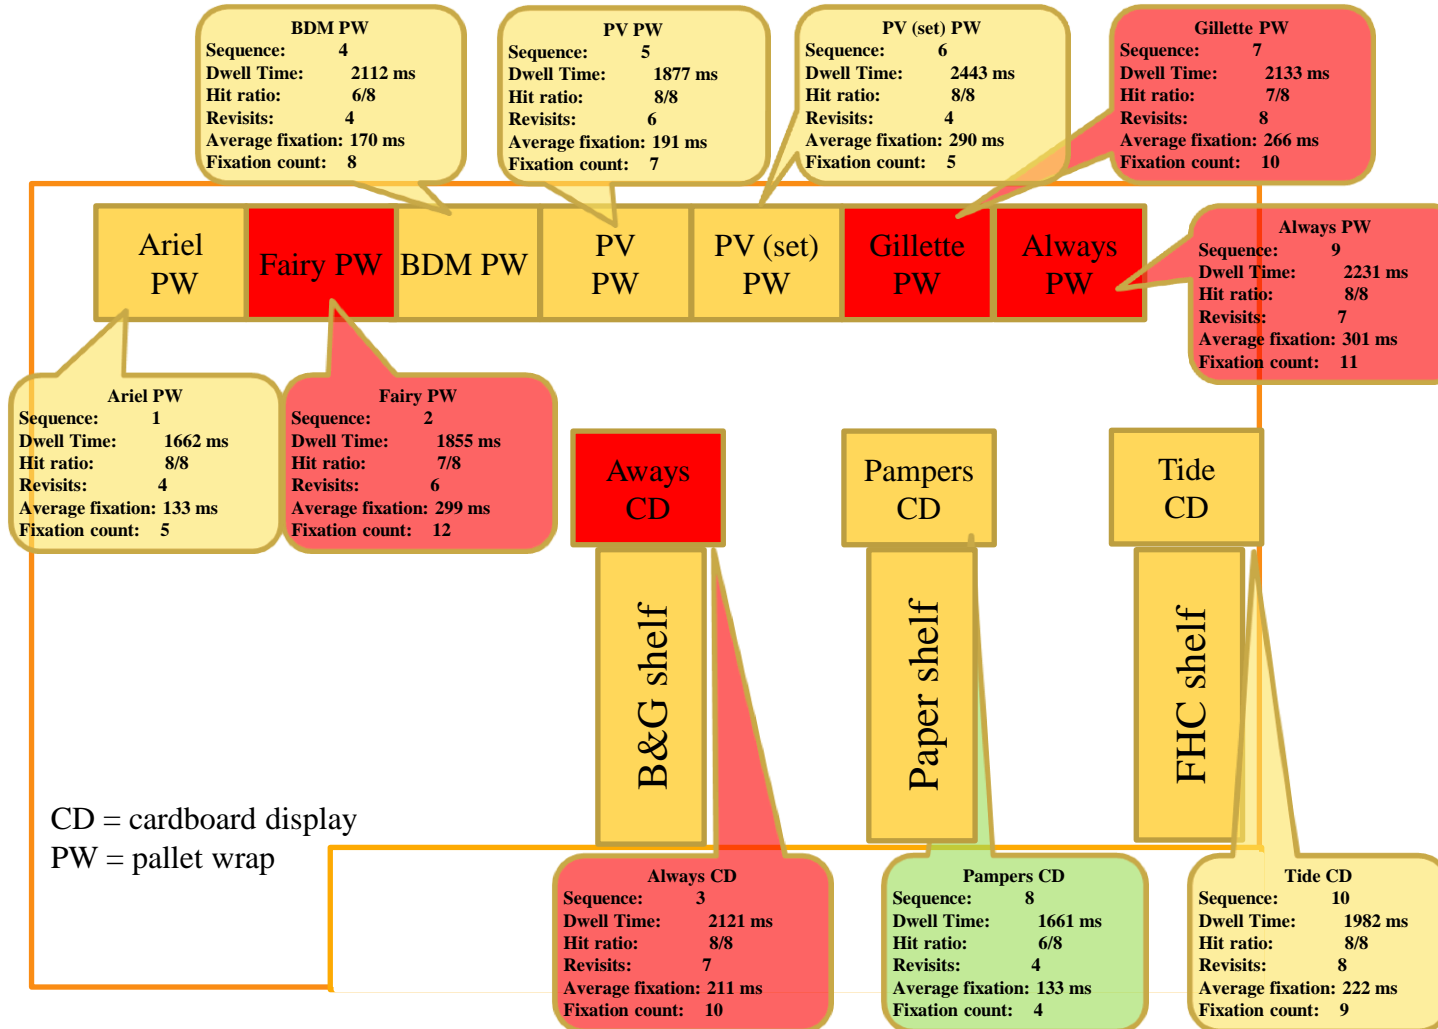 BDM PW
Sequence: 4
Dwell Time: 2112 ms
Hit ratio: 6/8
Revisits: 4
Average fixation: 170 ms
Fixation count: 8
PV PW
Sequence: 5
Dwell Time: 1877 ms
Hit ratio: 8/8
Revisits: 6
Average fixation: 191 ms
Fixation count: 7
PV (set) PW
Sequence: 6
Dwell Time: 2443 ms
Hit ratio: 8/8
Revisits: 4
Average fixation: 290 ms
Fixation count: 5
Gillette PW
Sequence: 7
Dwell Time: 2133 ms
Hit ratio: 7/8
Revisits: 8
Average fixation: 266 ms
Fixation count: 10
Ariel
PW
Fairy PW
BDM PW
PV
PW
PV (set)
PW
Gillette
PW
Always
PW
Always PW
Sequence: 9
Dwell Time: 2231 ms
Hit ratio: 8/8
Revisits: 7
Average fixation: 301 ms
Fixation count: 11
Ariel PW
Sequence: 1
Dwell Time: 1662 ms
Hit ratio: 8/8
Revisits: 4
Average fixation: 133 ms
Fixation count: 5
Fairy PW
Sequence: 2
Dwell Time: 1855 ms
Hit ratio: 7/8
Revisits: 6
Average fixation: 299 ms
Fixation count: 12
Aways
CD
Pampers
CD
Tide
CD
B&G shelf
Paper shelf
FHC shelf
CD = cardboard display
PW = pallet wrap
Always CD
Sequence: 3
Dwell Time: 2121 ms
Hit ratio: 8/8
Revisits: 7
Average fixation: 211 ms
Fixation count: 10
Pampers CD
Sequence: 8
Dwell Time: 1661 ms
Hit ratio: 6/8
Revisits: 4
Average fixation: 133 ms
Fixation count: 4
Tide CD
Sequence: 10
Dwell Time: 1982 ms
Hit ratio: 8/8
Revisits: 8
Average fixation: 222 ms
Fixation count: 9